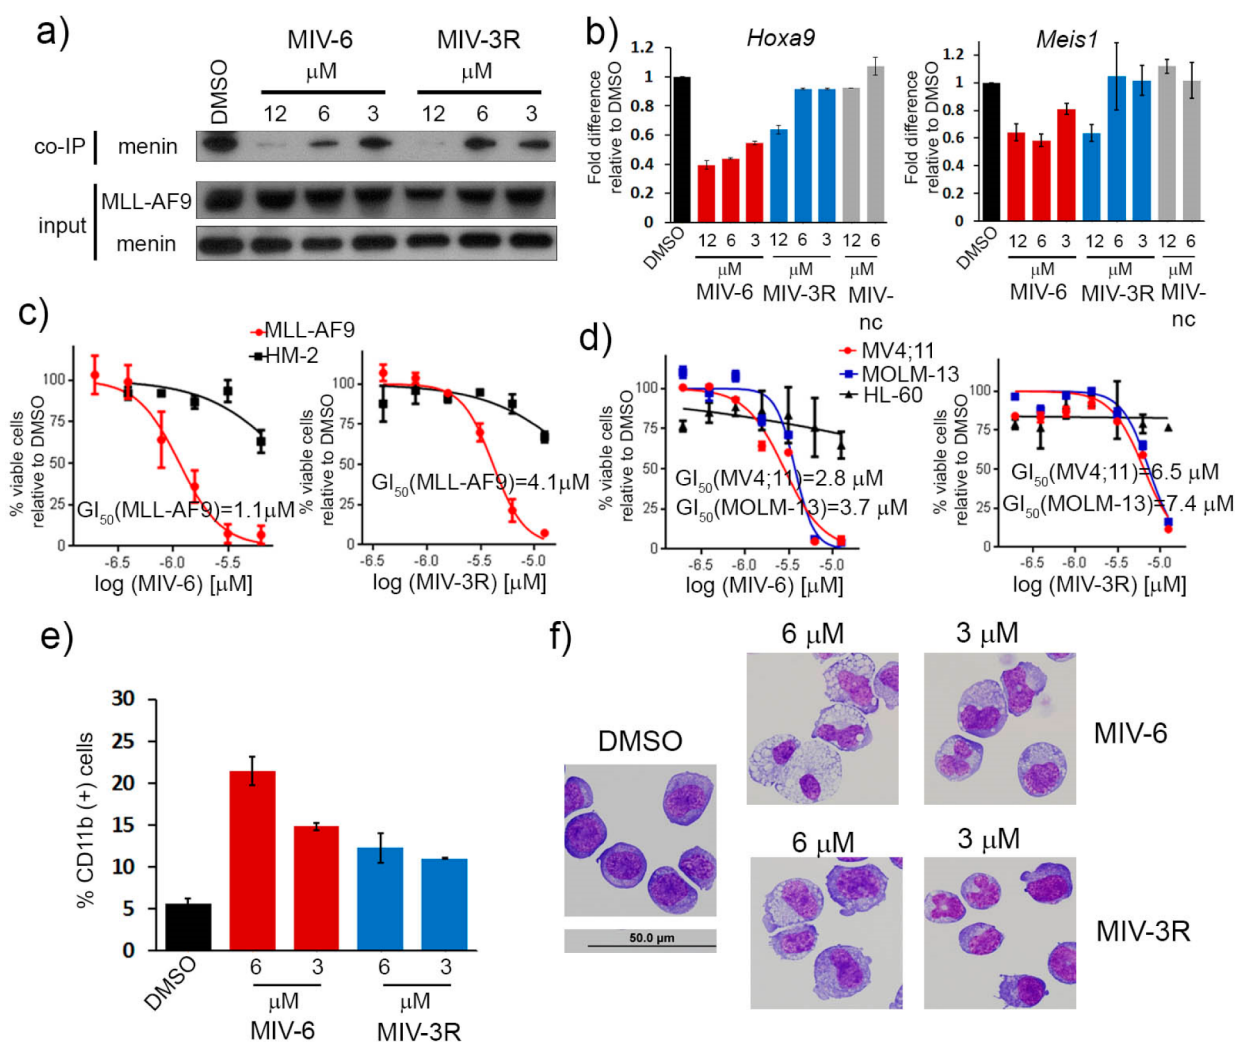 a)
MIV-6
MIV-3R
µM
µM
DMSO
12 6 3 12 6 3
co-IP menin
input MLL-AF9
menin
b)
Hoxa9
Fold difference
relative to DMSO
1.2
1
0.8
0.6
0.4
0.2
0
DMSO
12 6 3 12 6 3 12 6
µM µM µM
MIV-6 MIV-3R MIV-
nc
Meis1
Fold difference
relative to DMSO
1.2
1
0.8
0.6
0.4
0.2
0
DMSO
12 6 3 12 6 3 12 6
µM µM µM
MIV-6 MIV-3R MIV-
nc
c)
MLL-AF9
HM-2
% viable cells
relative to DMSO
100
75
50
25
0
GI50(MLL-AF9)=1.1µM
-6.5 -6.0 -5.5 -5.0
log (MIV-6) [µM]
% viable cells
relative to DMSO
100
75
50
25
0
GI50(MLL-AF9)=4.1µM
-6.5 -6.0 -5.5 -5.0
log (MIV-3R) [µM]
d)
MV4;11
MOLM-13
HL-60
% viable cells
relative to DMSO
100
75
50
25
0
GI50(MV4;11)=2.8 µM
GI50(MOLM-13)=3.7 µM
-6.5 -6.0 -5.5 -5.0
log (MIV-6) [µM]
% viable cells
relative to DMSO
100
75
50
25
0
GI50(MV4;11)=6.5 µM
GI50(MOLM-13)=7.4 µM
-6.5 -6.0 -5.5 -5.0
log (MIV-3R) [µM]
e)
% CD11b (+) cells
30
25
20
15
10
5
0
DMSO
6 3 6 3
µM µM
MIV-6 MIV-3R
f)
DMSO
50.0 µm
6 µM 3 µM
MIV-6
6 µM 3 µM
MIV-3R